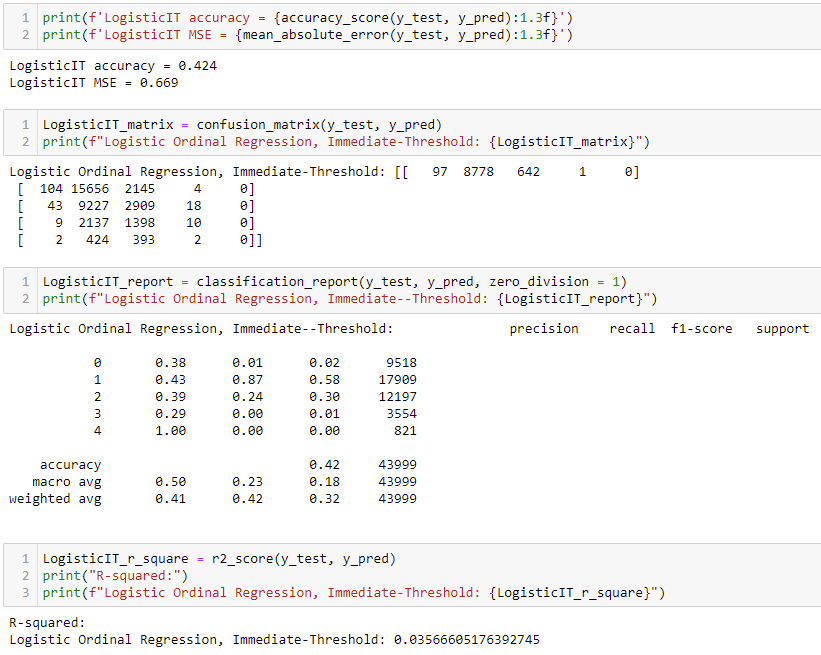 1 print(f'LogisticIT accuracy = {accuracy_score(y_test, y_pred):1.3f}')
2 print(f'LogisticIT MSE = {mean_absolute_error(y_test, y_pred):1.3f}')
LogisticIT accuracy = 0.424
LogisticIT MSE = 0.669
1 LogisticIT_matrix = confusion_matrix(y_test, y_pred)
2 print(f"Logistic Ordinal Regression, Immediate-Threshold: {LogisticIT_matrix}")
Logistic Ordinal Regression, Immediate-Threshold: [[   97  8778   642     1     0]
 [  104 15656  2145     4     0]
 [   43  9227  2909    18     0]
 [    9  2137  1398    10     0]
 [    2   424   393     2     0]]
1 LogisticIT_report = classification_report(y_test, y_pred, zero_division = 1)
2 print(f"Logistic Ordinal Regression, Immediate--Threshold: {LogisticIT_report}")
Logistic Ordinal Regression, Immediate--Threshold:               precision    recall  f1-score   support
0       0.38      0.01      0.02      9518
1       0.43      0.87      0.58     17909
2       0.39      0.24      0.30     12197
3       0.29      0.00      0.01      3554
4       1.00      0.00      0.00       821
accuracy                           0.42     43999
macro avg       0.50      0.23      0.18     43999
weighted avg       0.41      0.42      0.32     43999
1 LogisticIT_r_square = r2_score(y_test, y_pred)
2 print("R-squared:")
3 print(f"Logistic Ordinal Regression, Immediate-Threshold: {LogisticIT_r_square}")
R-squared:
Logistic Ordinal Regression, Immediate-Threshold: 0.03566605176392745